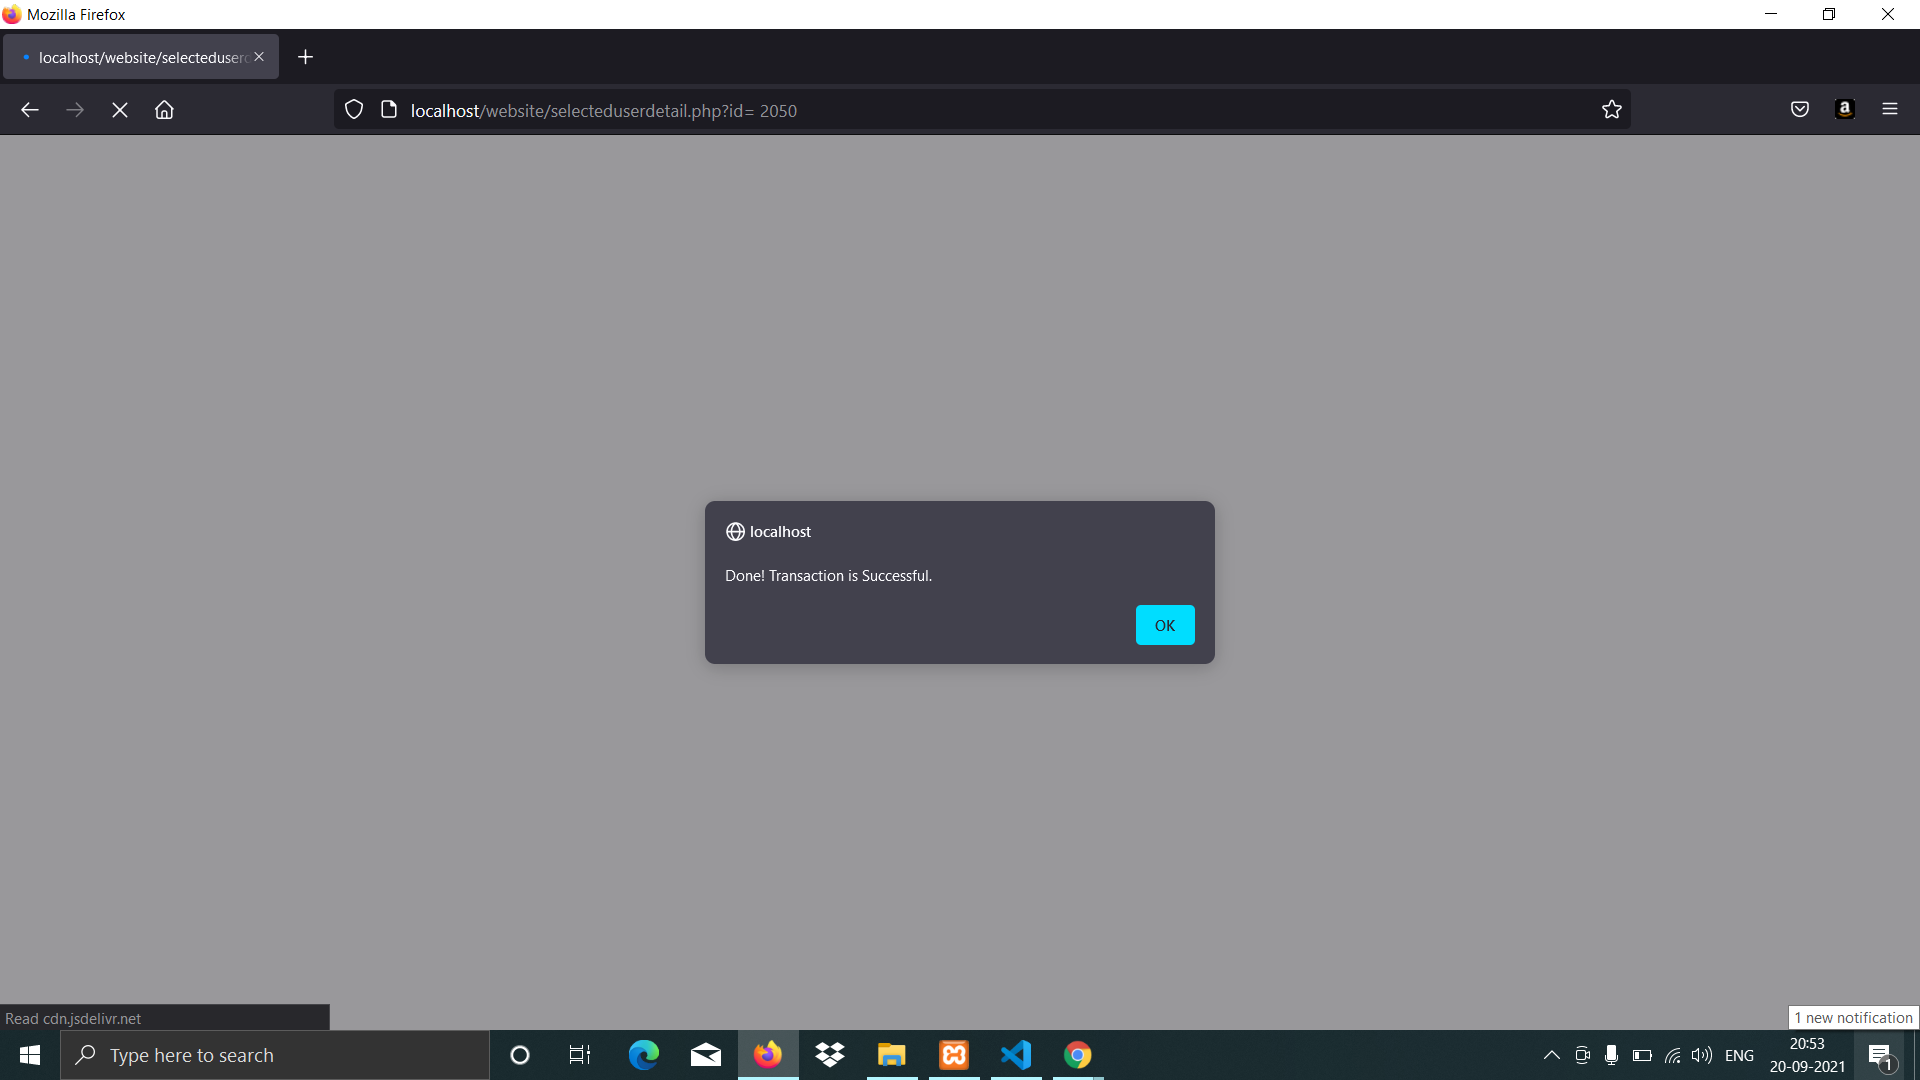 Mozilla Firefox
localhost/website/selecteduserd
localhost/website/selecteduserdetail.php?id= 2050
localhost
Done! Transaction is Successful.
OK
Read cdn.jsdelivr.net
1 new notification
Type here to search
ENG
20:53
20-09-2021
1